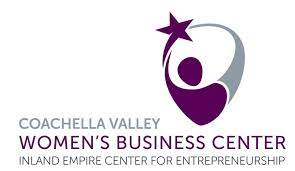 COACHELLA VALLEY
WOMEN'S BUSINESS CENTER
INLAND EMPIRE CENTER FOR ENTREPRENEURSHIP